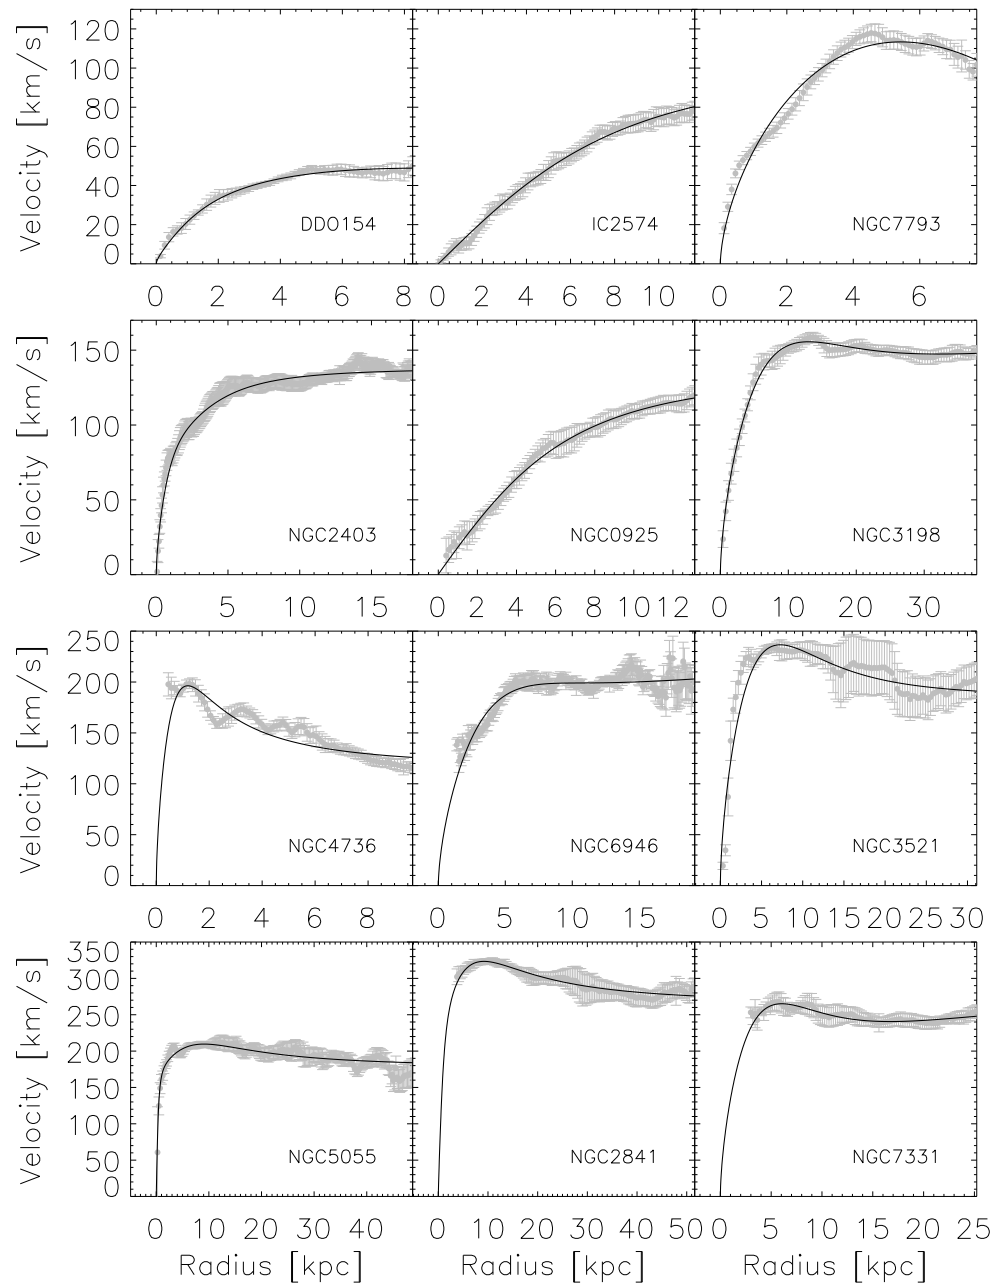 Velocity [km/s]
120
100
80
60
40
20
0
DDO154
IC2574
NGC7793
0 2 4 6 8
0 2 4 6 8 10
0 2 4 6
Velocity [km/s]
150
100
50
0
NGC2403
NGC0925
NGC3198
0 5 10 15
0 2 4 6 8 10 12
0 10 20 30
Velocity [km/s]
250
200
150
100
50
0
NGC4736
NGC6946
NGC3521
0 2 4 6 8
0 5 10 15
0 5 10 15 20 25 30
Velocity [km/s]
350
300
250
200
150
100
50
0
NGC5055
NGC2841
NGC7331
0 10 20 30 40
0 10 20 30 40 50
0 5 10 15 20 25
Radius [kpc]
Radius [kpc]
Radius [kpc]